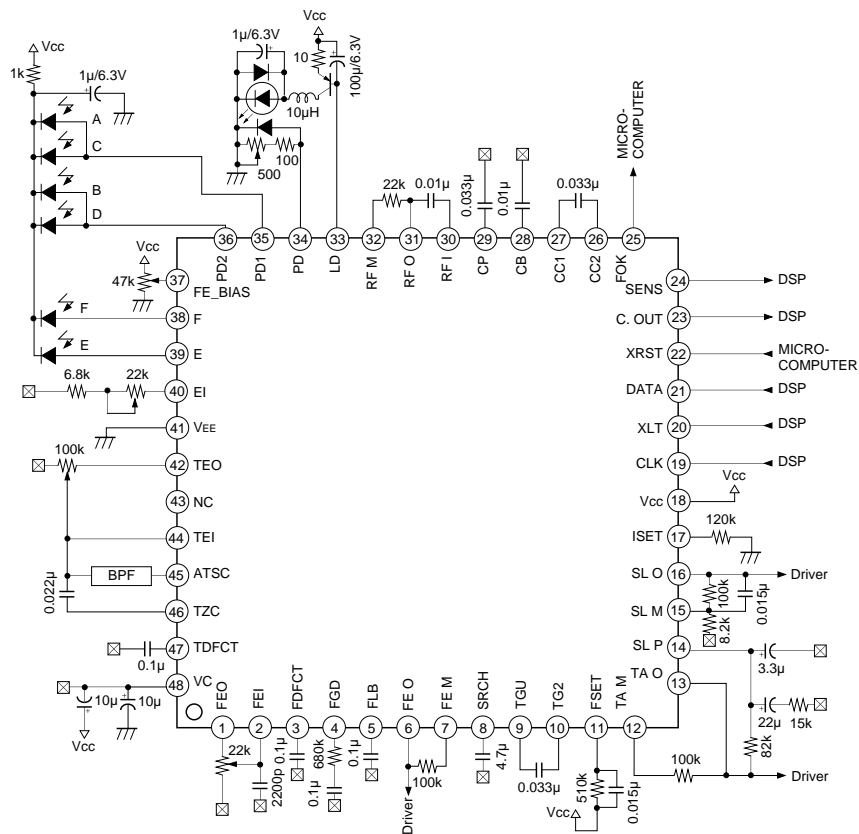 Vcc
1k
1μ/6.3V
A
C
B
D
1μ/6.3V
Vcc
10
100μ/6.3V
10μH
500
100
22k
0.01μ
0.033μ
0.01μ
0.033μ
MICRO-
COMPUTER
36 35 34 33 32 31 30 29 28 27 26 25
PD2 PD1 PD LD RF M RF O RF I CP CB CC1 CC2 FOK
Vcc
47k
37 FE_BIAS
F 38 F
E 39 E
6.8k 22k 40 EI
41 VEE
100k 42 TEO
43 NC
44 TEI
BPF 45 ATSC
0.022μ
46 TZC
0.1μ
47 TDFCT
48 VC
10μ 10μ
Vcc
SENS 24 DSP
C. OUT 23 DSP
XRST 22 MICRO-
COMPUTER
DATA 21 DSP
XLT 20 DSP
CLK 19 DSP
Vcc 18 Vcc
ISET 17 120k
SL O 16 Driver
100k 0.015μ
SL M 15
8.2k
SL P 14
3.3μ
TA O 13
22μ 15k
82k
FEO FEI FDFCT FGD FLB FE O FE M SRCH TGU TG2 FSET TA M
1 2 3 4 5 6 7 8 9 10 11 12
22k
2200p
0.1μ
680k
0.1μ
0.1μ
100k
Driver
4.7μ
0.033μ
510k
0.015μ
Vcc
100k
Driver